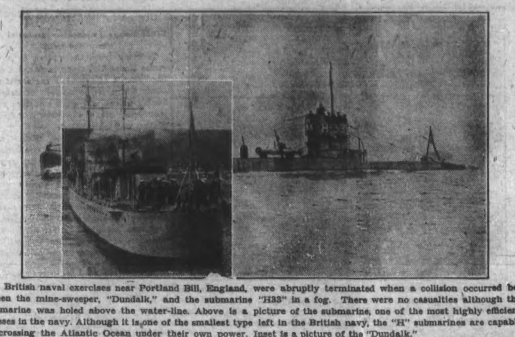 British naval exercises near Portland Bill, England, were abruptly terminated when a collision occurred be
en the mine-sweeper, "Dundalk," and the submarine "H33" in a fog. There were no casualties although th
marine was holed above the water-line. Above is a picture of the submarine, one of the most highly efficien
sses in the navy. Although it is one of the smallest type left in the British navy, the "H" submarines are capabl
crossing the Atlantic Ocean under their own power. Inset is a picture of the "Dundalk."